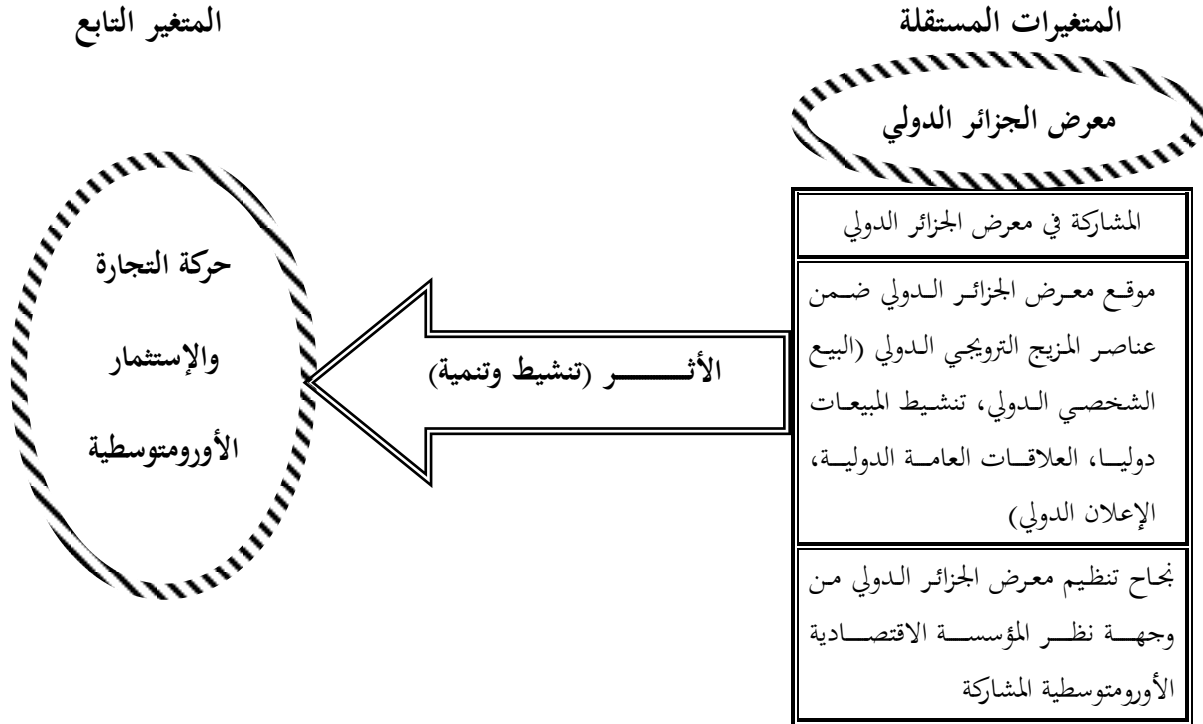 المتغيرات المستقلة
المتغير التابع
معرض الجزائر الدولي
المشاركة في معرض الجزائر الدولي
موقع معرض الجزائر الدولي ضمن
عناصر المزيج الترويجي الدولي (البيع
الشخصي الدولي، تنشيط المبيعات
دوليا، العلاقات العامة الدولية،
الإعلان الدولي)
نجاح تنظيم معرض الجزائر الدولي من
وجهة نظر المؤسسة الاقتصادية
الأورومتوسطية المشاركة
الأثــــــر (تنشيط وتنمية)
حركة التجارة
والإستثمار
الأورومتوسطية